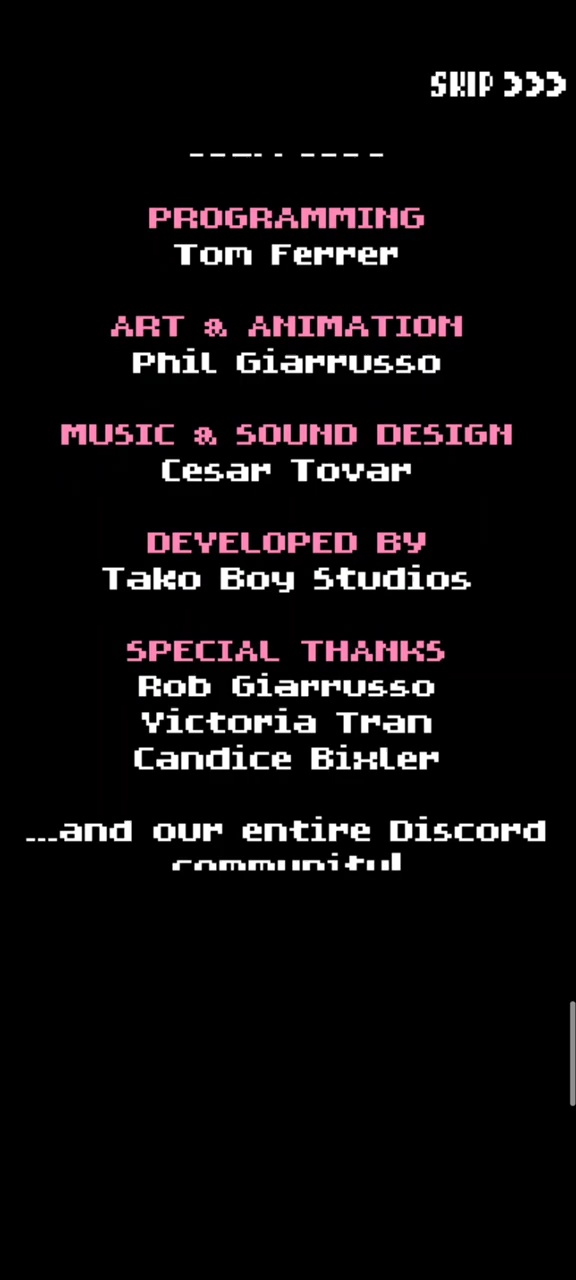 SKIP >>>
PROGRAMMING
Tom Ferrer
ART & ANIMATION
Phil Giarrusso
MUSIC & SOUND DESIGN
Cesar Tovar
DEVELOPED BY
Tako Boy Studios
SPECIAL THANKS
Rob Giarrusso
Victoria Tran
Candice Bixler
...and our entire Discord
community!